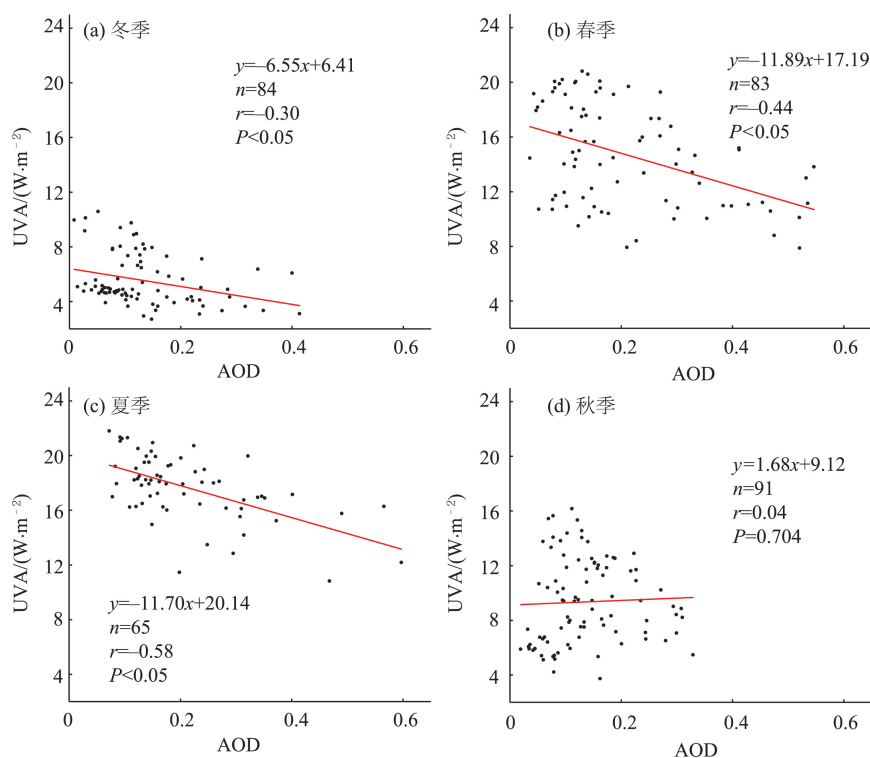 (a) 冬季
y=–6.55x+6.41
n=84
r=–0.30
P<0.05
24
20
16
12
8
4
UVA/(W·m⁻²)
0
0.2
0.4
0.6
AOD
(b) 春季
y=–11.89x+17.19
n=83
r=–0.44
P<0.05
24
20
16
12
8
4
UVA/(W·m⁻²)
0
0.2
0.4
0.6
AOD
(c) 夏季
y=–11.70x+20.14
n=65
r=–0.58
P<0.05
24
20
16
12
8
4
UVA/(W·m⁻²)
0
0.2
0.4
0.6
AOD
(d) 秋季
y=1.68x+9.12
n=91
r=0.04
P=0.704
24
20
16
12
8
4
UVA/(W·m⁻²)
0
0.2
0.4
0.6
AOD